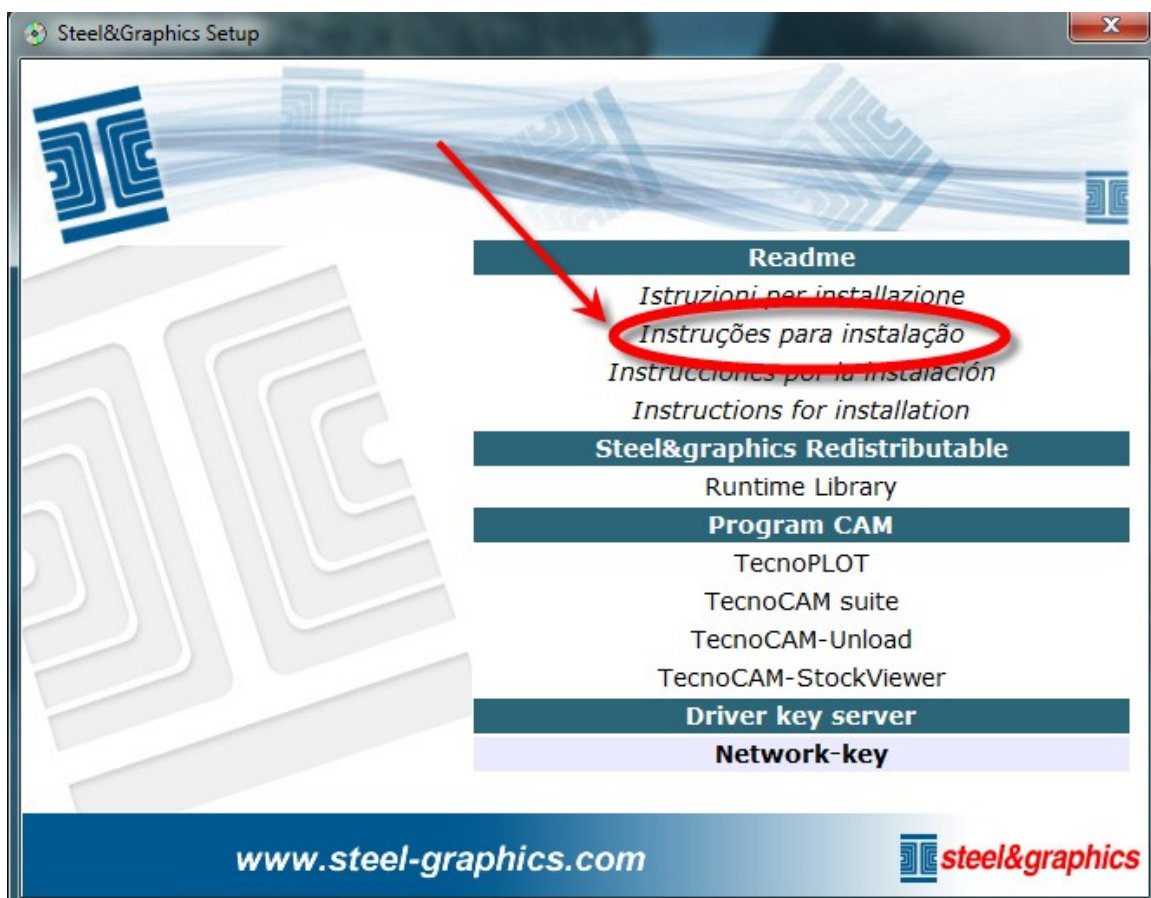 Steel&Graphics Setup
Readme
Istruzioni per installazione
Instruções para instalação
Instrucciones por la instalación
Instructions for installation
Steel&graphics Redistributable
Runtime Library
Program CAM
TecnoPLOT
TecnoCAM suite
TecnoCAM-Unload
TecnoCAM-StockViewer
Driver key server
Network-key
www.steel-graphics.com
steel&graphics